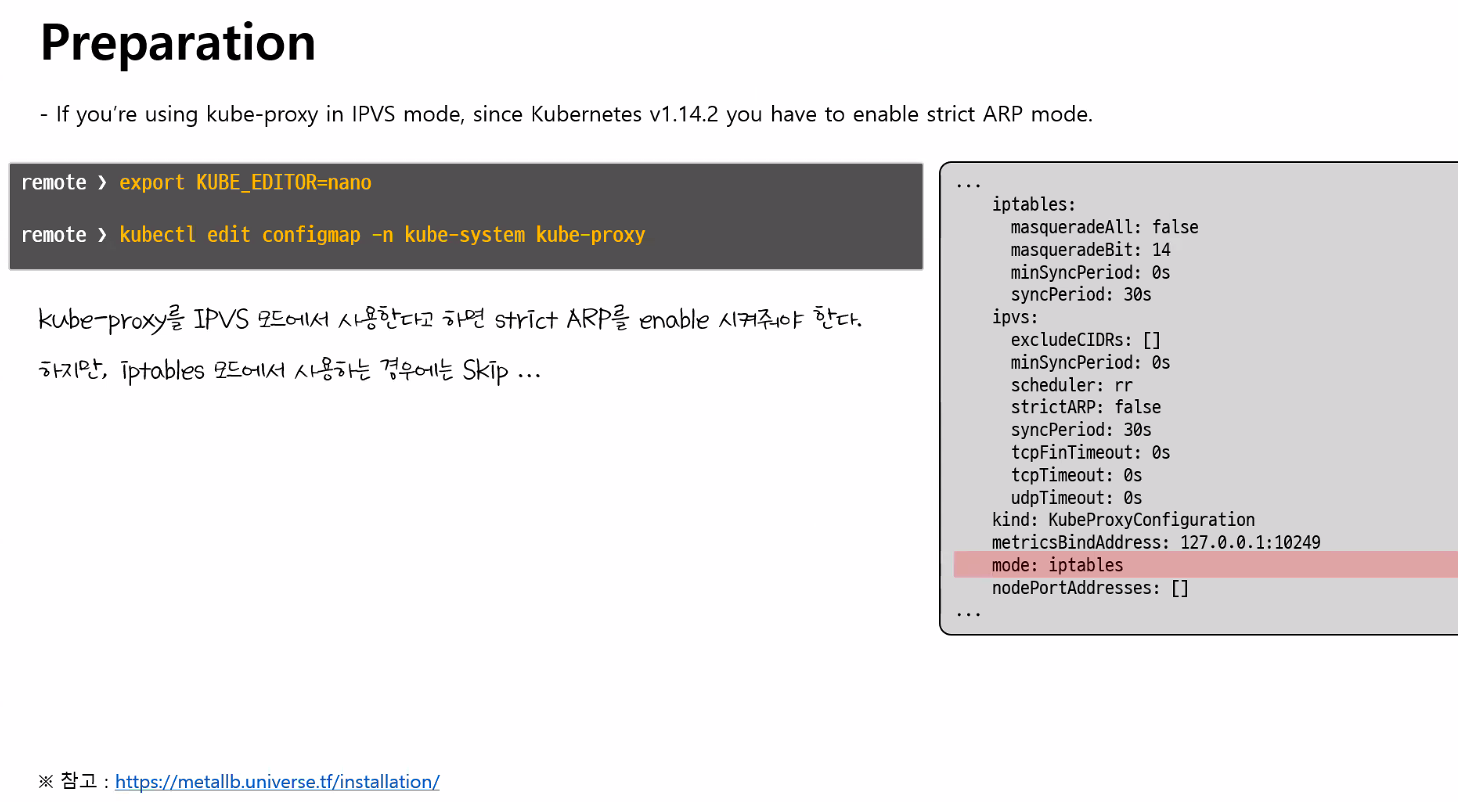 Preparation
- If you’re using kube-proxy in IPVS mode, since Kubernetes v1.14.2 you have to enable strict ARP mode.
remote ❯ export KUBE_EDITOR=nano
remote ❯ kubectl edit configmap -n kube-system kube-proxy
kube-proxy를 IPVS 모드에서 사용한다고 하면 strict ARP를 enable 시켜줘야 한다.
하지만, iptables 모드에서 사용하는 경우에는 Skip ...
...
iptables:
masqueradeAll: false
masqueradeBit: 14
minSyncPeriod: 0s
syncPeriod: 30s
ipvs:
excludeCIDRs: []
minSyncPeriod: 0s
scheduler: rr
strictARP: false
syncPeriod: 30s
tcpFinTimeout: 0s
tcpTimeout: 0s
udpTimeout: 0s
kind: KubeProxyConfiguration
metricsBindAddress: 127.0.0.1:10249
mode: iptables
nodePortAddresses: []
...
※ 참고 : https://metallb.universe.tf/installation/